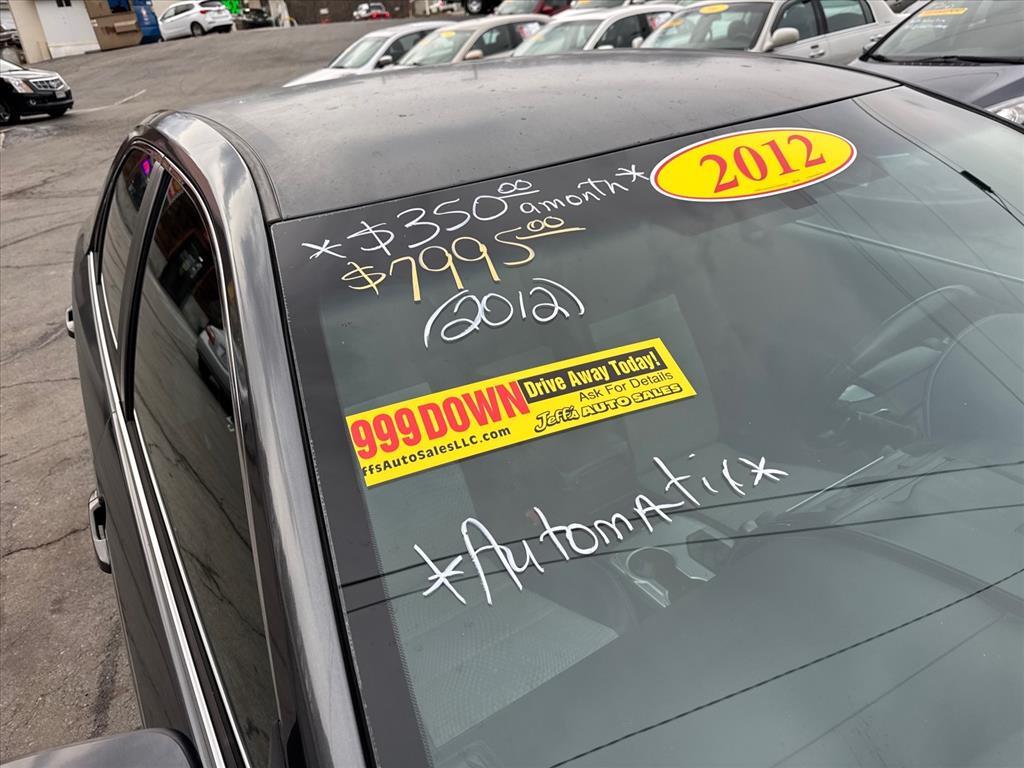 2012
*$350.00 a month*
$7995.00
(2012)
999 DOWN
Drive Away Today!
Ask For Details
ffsAutoSalesLLC.com
Jeff's AUTO SALES
*Automatix*